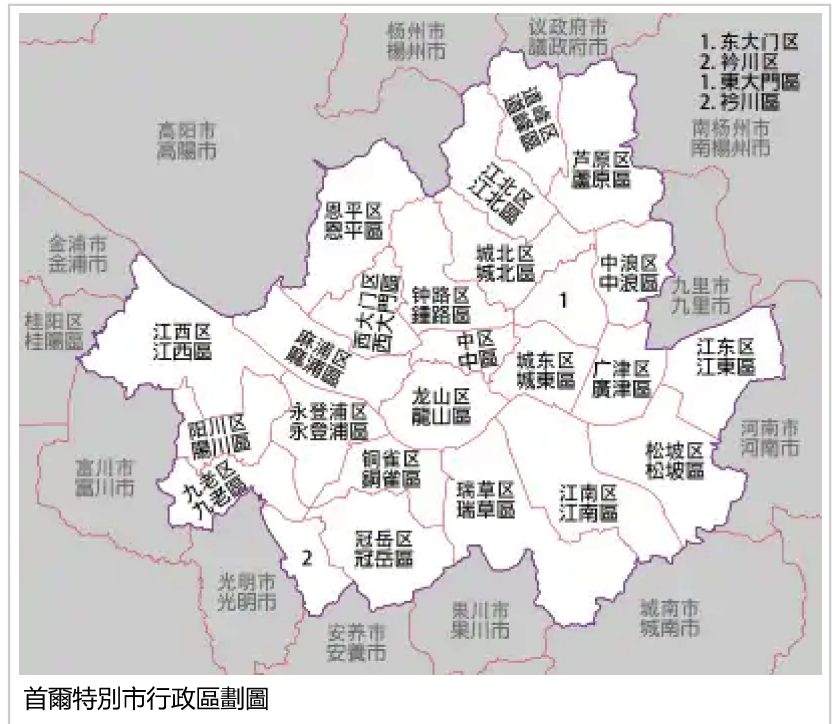 杨州市
楊州市
议政府市
議政府市
1. 东大门区
2. 衿川区
1. 東大門區
2. 衿川區
高阳市
高陽市
道峰区
道峰區
南杨州市
南楊州市
芦原区
蘆原區
江北区
江北區
恩平区
恩平區
金浦市
金浦市
城北区
城北區
中浪区
中浪區
西大门区
西大門區
钟路区
鍾路區
1
九里市
九里市
桂阳区
桂陽區
江西区
江西區
麻浦区
麻浦區
中区
中區
城东区
城東區
广津区
廣津區
江东区
江東區
龙山区
龍山區
永登浦区
永登浦區
阳川区
陽川區
河南市
河南市
松坡区
松坡區
富川市
富川市
九老区
九老區
铜雀区
銅雀區
瑞草区
瑞草區
江南区
江南區
2
冠岳区
冠岳區
光明市
光明市
果川市
果川市
城南市
城南市
安养市
安養市
首爾特別市行政區劃圖